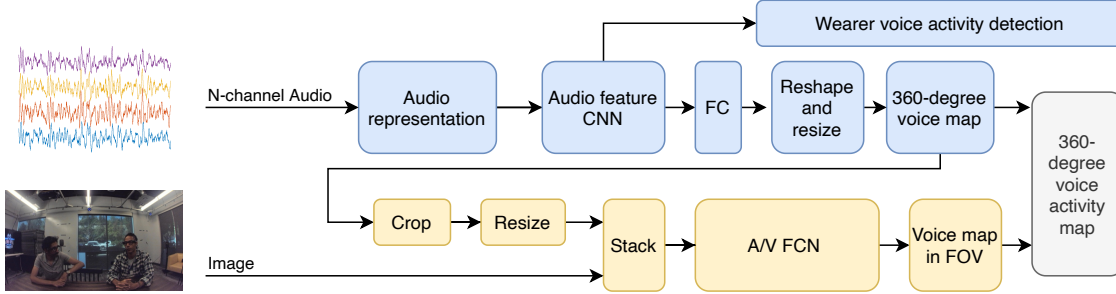 Wearer voice activity detection
N-channel Audio
Audio
representation
Audio feature
CNN
FC
Reshape
and
resize
360-degree
voice map
360-
degree
voice
activity
map
Crop
Resize
Stack
A/V FCN
Voice map
in FOV
Image